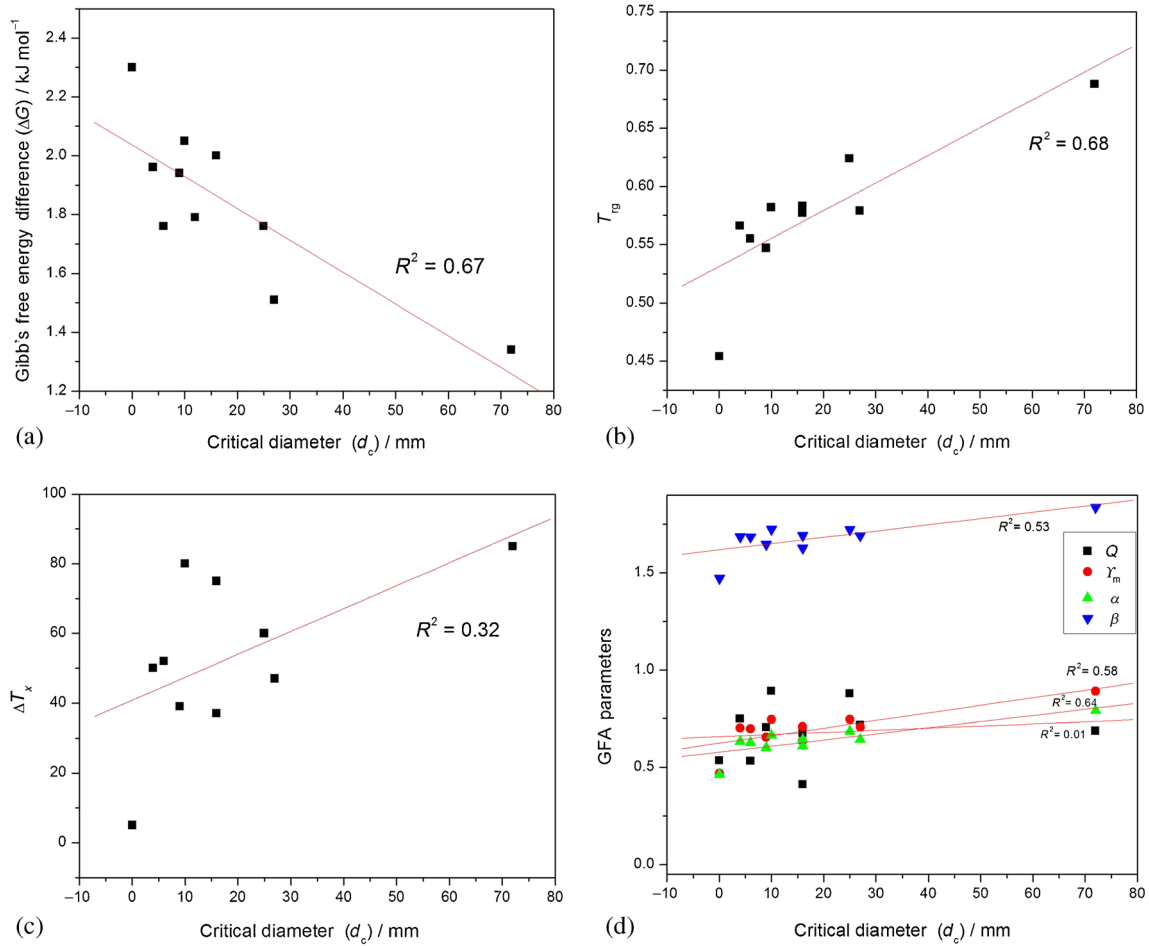 Gibb's free energy difference (ΔG) / kJ mol⁻¹
2.4
2.2
2.0
1.8
1.6
1.4
1.2
R² = 0.67
−10 0 10 20 30 40 50 60 70 80
(a)
Critical diameter (d_c) / mm
T_rg
0.75
0.70
0.65
0.60
0.55
0.50
0.45
R² = 0.68
−10 0 10 20 30 40 50 60 70 80
(b)
Critical diameter (d_c) / mm
ΔT_x
100
80
60
40
20
0
R² = 0.32
−10 0 10 20 30 40 50 60 70 80
(c)
Critical diameter (d_c) / mm
GFA parameters
1.5
1.0
0.5
0.0
R² = 0.53
Q
ϒ_m
α
β
R² = 0.58
R² = 0.64
R² = 0.01
−10 0 10 20 30 40 50 60 70 80
(d)
Critical diameter (d_c) / mm